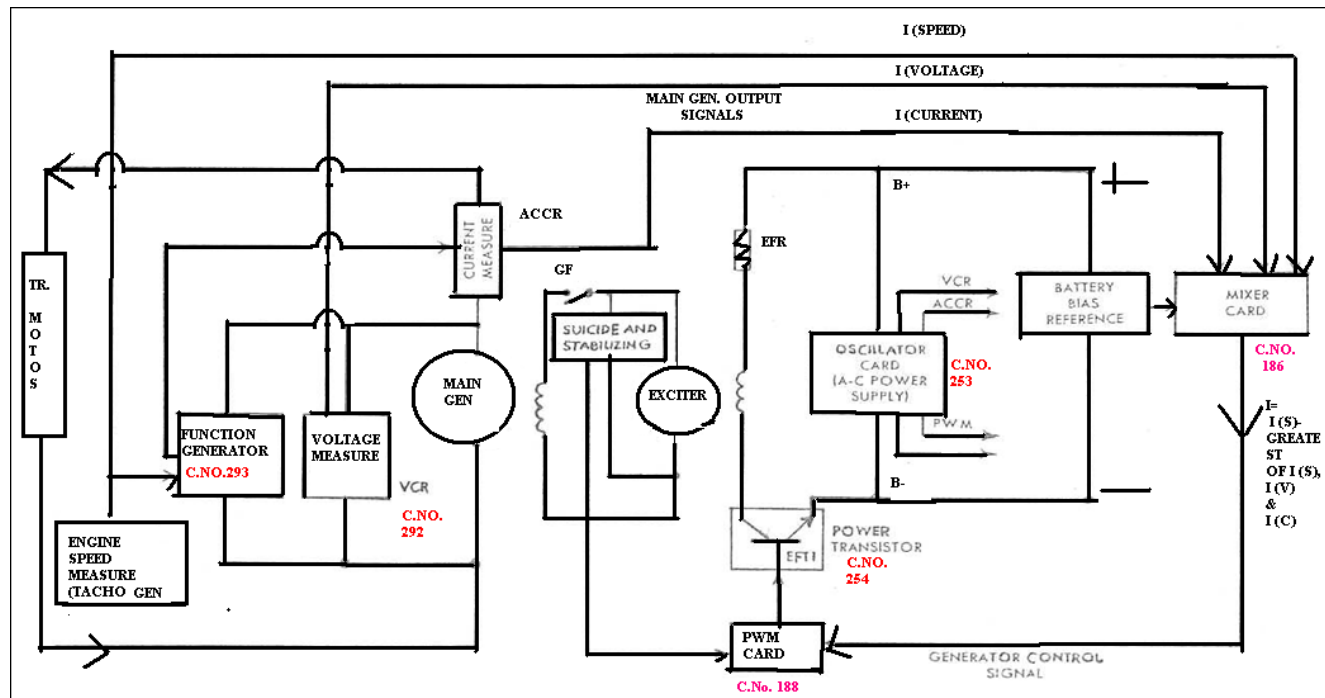 I (SPEED)
I (VOLTAGE)
MAIN GEN. OUTPUT
SIGNALS
I (CURRENT)
B+
ACCR
CURRENT
MEASURE
EFR
GF
TR.
M
O
T
O
S
SUICIDE AND
STABILIZING
VCR
ACCR
BATTERY
BIAS
REFERENCE
MIXER
CARD
C.NO.
186
OSCILLATOR
CARD
(A-C POWER
SUPPLY)
C.NO.
253
MAIN
GEN
EXCITER
FUNCTION
GENERATOR
C.NO.293
VOLTAGE
MEASURE
VCR
C.NO.
292
PWM
B-
I=
I (S)-
GREATE
ST
OF I (S),
I (V)
&
I (C)
ENGINE
SPEED
MEASURE
(TACHO GEN
POWER
TRANSISTOR
EFT1
C.NO.
254
PWM
CARD
C.No. 188
GENERATOR CONTROL
SIGNAL